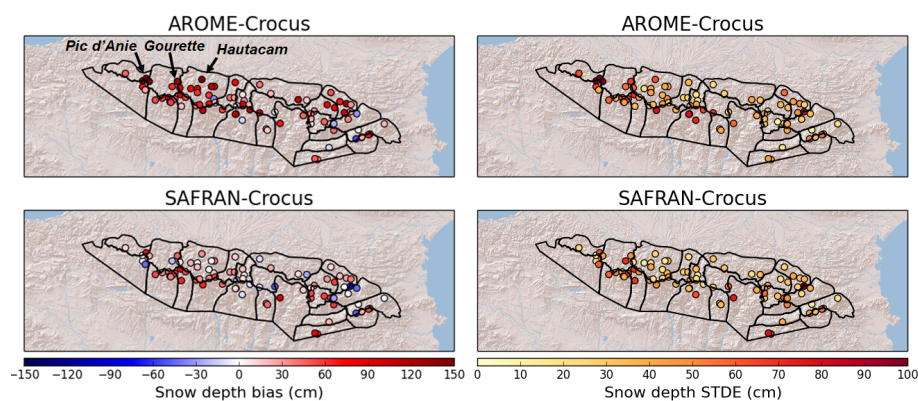 AROME-Crocus
AROME-Crocus
Pic d'Anie Gourette Hautacam
SAFRAN-Crocus
SAFRAN-Crocus
−150 −120 −90 −60 −30 0 30 60 90 120 150
Snow depth bias (cm)
0 10 20 30 40 50 60 70 80 90 100
Snow depth STDE (cm)